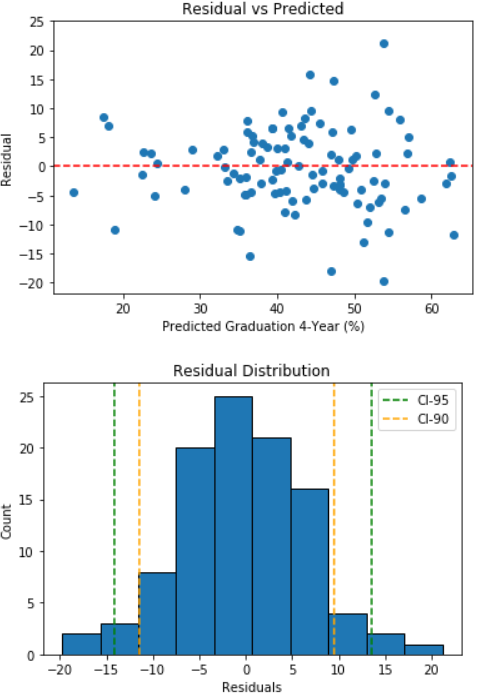 Residual vs Predicted
25
20
15
10
5
0
−5
−10
−15
−20
Residual
20 30 40 50 60
Predicted Graduation 4-Year (%)
Residual Distribution
CI-95
CI-90
25
20
15
10
5
0
Count
−20 −15 −10 −5 0 5 10 15 20
Residuals